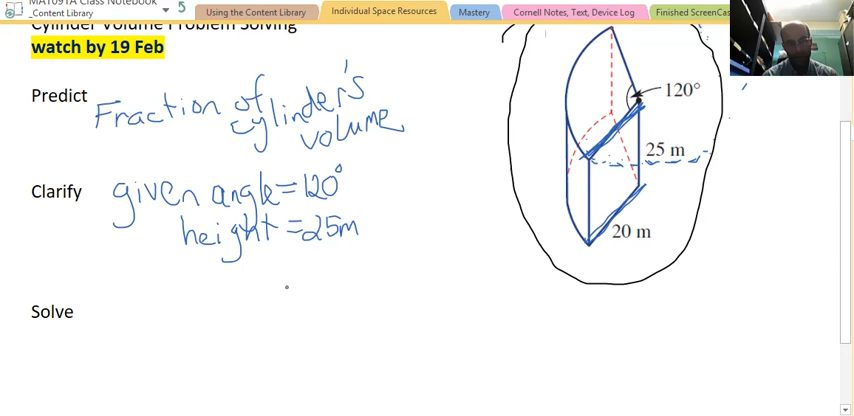 MAT091A Class Notebook
_Content Library
Using the Content Library
Individual Space Resources
Mastery
Cornell Notes, Text, Device Log
Finished ScreenCas
Cylinder Volume Problem Solving
watch by 19 Feb
Predict
Fraction of
cylinder's
volume
Clarify
given angle = 120°
height = 25m
Solve
120°
25 m
20 m